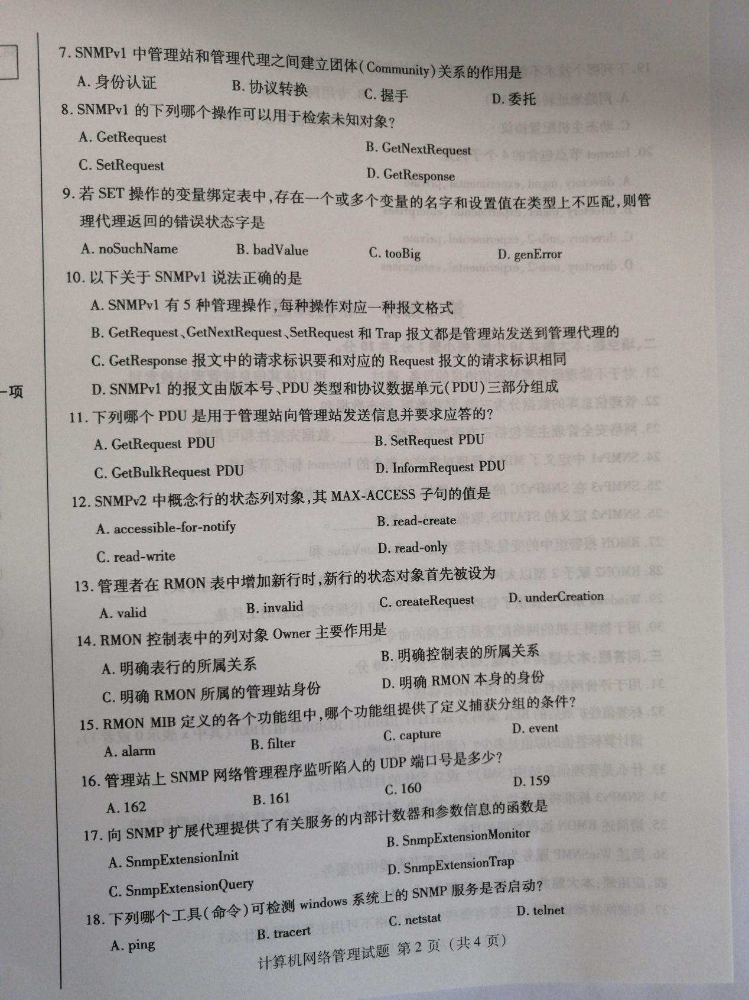 7. SNMPv1 中管理站和管理代理之间建立团体(Community)关系的作用是
A. 身份认证 B. 协议转换 C. 握手 D. 委托
8. SNMPv1 的下列哪个操作可以用于检索未知对象?
A. GetRequest B. GetNextRequest
C. SetRequest D. GetResponse
9. 若 SET 操作的变量绑定表中,存在一个或多个变量的名字和设置值在类型上不匹配,则管
理代理返回的错误状态字是
A. noSuchName B. badValue C. tooBig D. genError
10. 以下关于 SNMPv1 说法正确的是
A. SNMPv1 有 5 种管理操作,每种操作对应一种报文格式
B. GetRequest、GetNextRequest、SetRequest 和 Trap 报文都是管理站发送到管理代理的
C. GetResponse 报文中的请求标识要和对应的 Request 报文的请求标识相同
一项
D. SNMPv1 的报文由版本号、PDU 类型和协议数据单元(PDU)三部分组成
11. 下列哪个 PDU 是用于管理站向管理站发送信息并要求应答的?
A. GetRequest PDU B. SetRequest PDU
C. GetBulkRequest PDU D. InformRequest PDU
12. SNMPv2 中概念行的状态列对象,其 MAX-ACCESS 子句的值是
A. accessible-for-notify B. read-create
C. read-write D. read-only
13. 管理者在 RMON 表中增加新行时,新行的状态对象首先被设为
A. valid B. invalid C. createRequest D. underCreation
14. RMON 控制表中的列对象 Owner 主要作用是
A. 明确表行的所属关系 B. 明确控制表的所属关系
C. 明确 RMON 所属的管理站身份 D. 明确 RMON 本身的身份
15. RMON MIB 定义的各个功能组中,哪个功能组提供了定义捕获分组的条件?
A. alarm B. filter C. capture D. event
16. 管理站上 SNMP 网络管理程序监听陷入的 UDP 端口号是多少?
A. 162 B. 161 C. 160 D. 159
17. 向 SNMP 扩展代理提供了有关服务的内部计数器和参数信息的函数是
A. SnmpExtensionInit B. SnmpExtensionMonitor
C. SnmpExtensionQuery D. SnmpExtensionTrap
18. 下列哪个工具(命令)可检测 windows 系统上的 SNMP 服务是否启动?
A. ping B. tracert C. netstat D. telnet
计算机网络管理试题 第 2 页 (共 4 页)